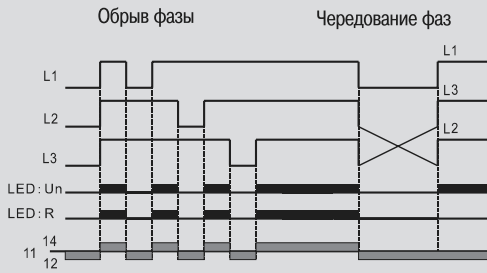 Обрыв фазы
Чередование фаз
L1
L1
L3
L2
L2
L3
LED: Un
LED: R
14
11
12